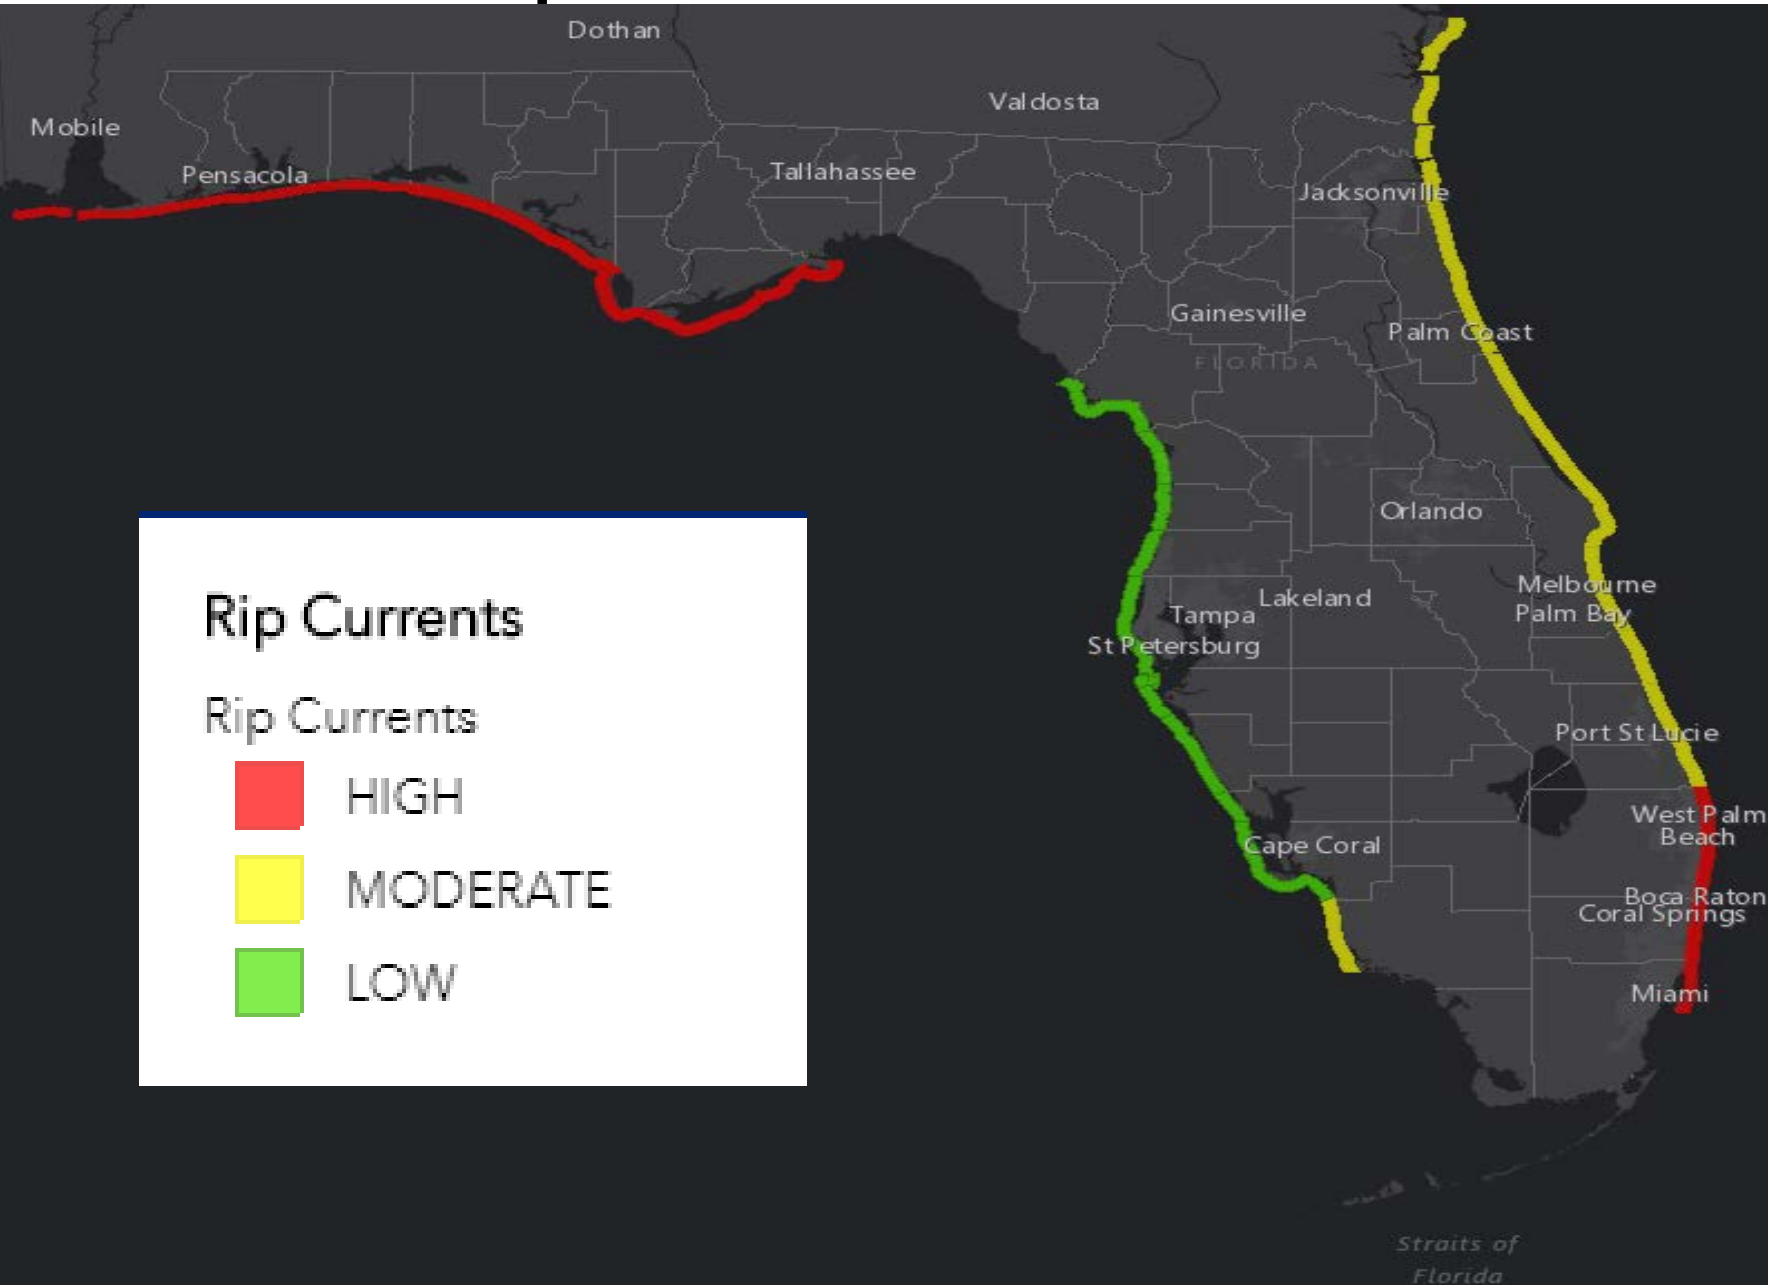 Dothan
Valdosta
Mobile
Pensacola
Tallahassee
Jacksonville
Gainesville
Palm Coast
FLORIDA
Orlando
Melbourne
Palm Bay
Lakeland
Tampa
St Petersburg
Port St Lucie
West Palm
Beach
Cape Coral
Boca Raton
Coral Springs
Miami
Straits of
Florida
Rip Currents
Rip Currents
HIGH
MODERATE
LOW